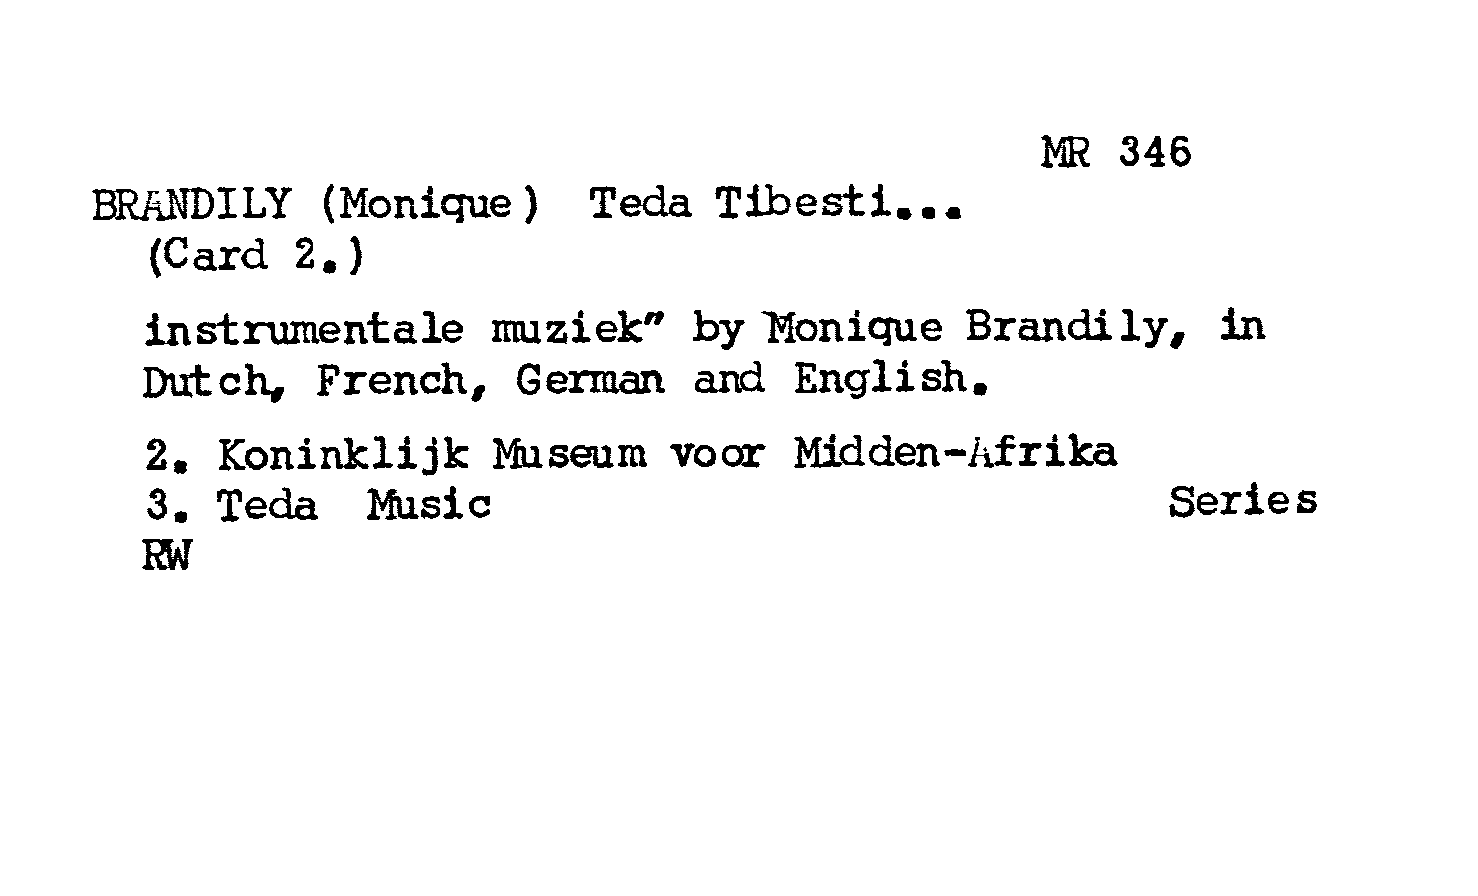 MR 346
BRANDILY (Monique) Teda Tibesti...
(Card 2.)
instrumentale muziek" by Monique Brandily, in
Dutch, French, German and English.
2. Koninklijk Museum voor Midden-Afrika
3. Teda Music Series
RW